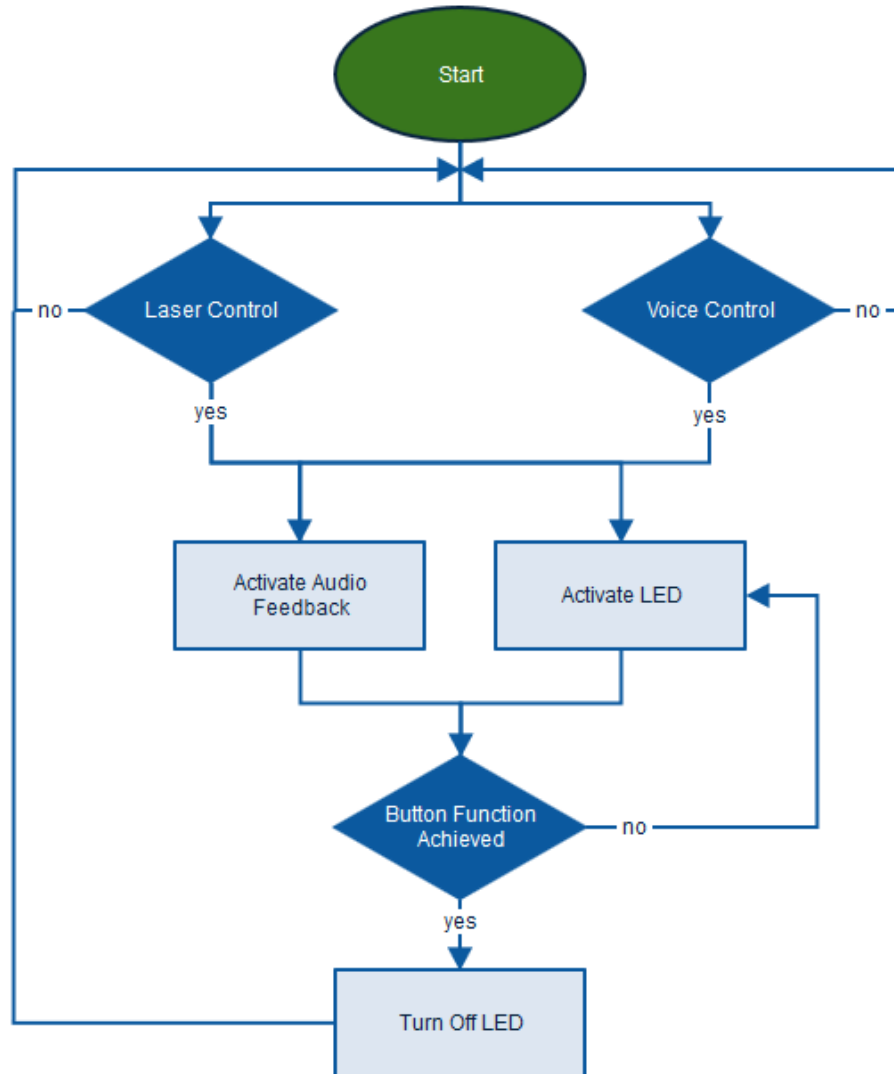 Start
no
Laser Control
Voice Control
no
yes
yes
Activate Audio
Feedback
Activate LED
Button Function
Achieved
no
yes
Turn Off LED